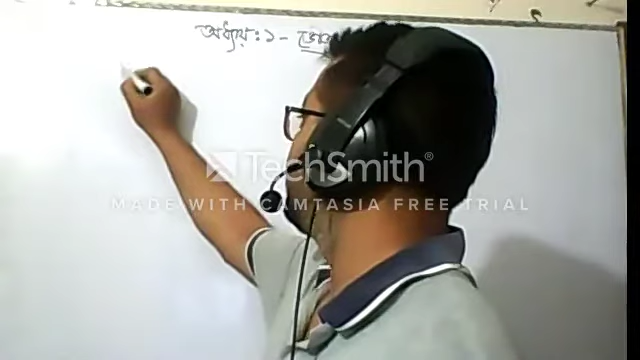 অধ্যায় : ১ -
TechSmith®
MADE WITH CAMTASIA FREE TRIAL